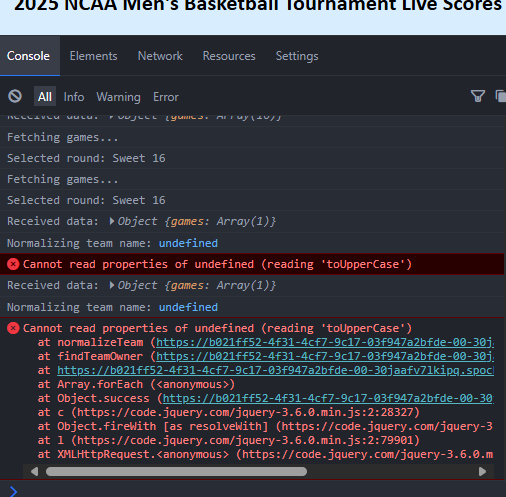 2025 NCAA Men's Basketball Tournament Live Scores
Console Elements Network Resources Settings
All Info Warning Error
Received data: ▶Object {games: Array(16)}
Fetching games...
Selected round: Sweet 16
Fetching games...
Selected round: Sweet 16
Received data: ▶Object {games: Array(1)}
Normalizing team name: undefined
Cannot read properties of undefined (reading 'toUpperCase')
Received data: ▶Object {games: Array(1)}
Normalizing team name: undefined
Cannot read properties of undefined (reading 'toUpperCase')
at normalizeTeam (https://b021ff52-4f31-4cf7-9c17-03f947a2bfde-00-30j
at findTeamOwner (https://b021ff52-4f31-4cf7-9c17-03f947a2bfde-00-30j
at https://b021ff52-4f31-4cf7-9c17-03f947a2bfde-00-30jaafv7lkipq.spoc
at Array.forEach (<anonymous>)
at Object.success (https://b021ff52-4f31-4cf7-9c17-03f947a2bfde-00-30
at c (https://code.jquery.com/jquery-3.6.0.min.js:2:28327)
at Object.fireWith [as resolveWith] (https://code.jquery.com/jquery-3
at l (https://code.jquery.com/jquery-3.6.0.min.js:2:79901)
at XMLHttpRequest.<anonymous> (https://code.jquery.com/jquery-3.6.0.m